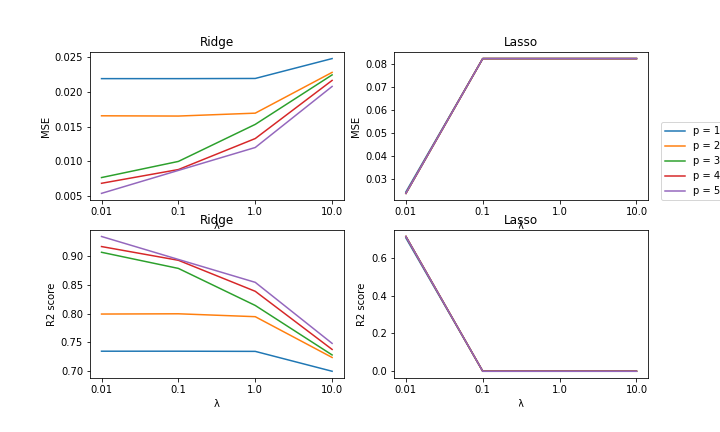 Ridge
MSE
0.025
0.020
0.015
0.010
0.005
0.01 0.1 1.0 10.0
λ
Lasso
MSE
0.08
0.07
0.06
0.05
0.04
0.03
0.01 0.1 1.0 10.0
λ
p = 1
p = 2
p = 3
p = 4
p = 5
Ridge
R2 score
0.90
0.85
0.80
0.75
0.70
0.01 0.1 1.0 10.0
λ
Lasso
R2 score
0.6
0.4
0.2
0.0
0.01 0.1 1.0 10.0
λ